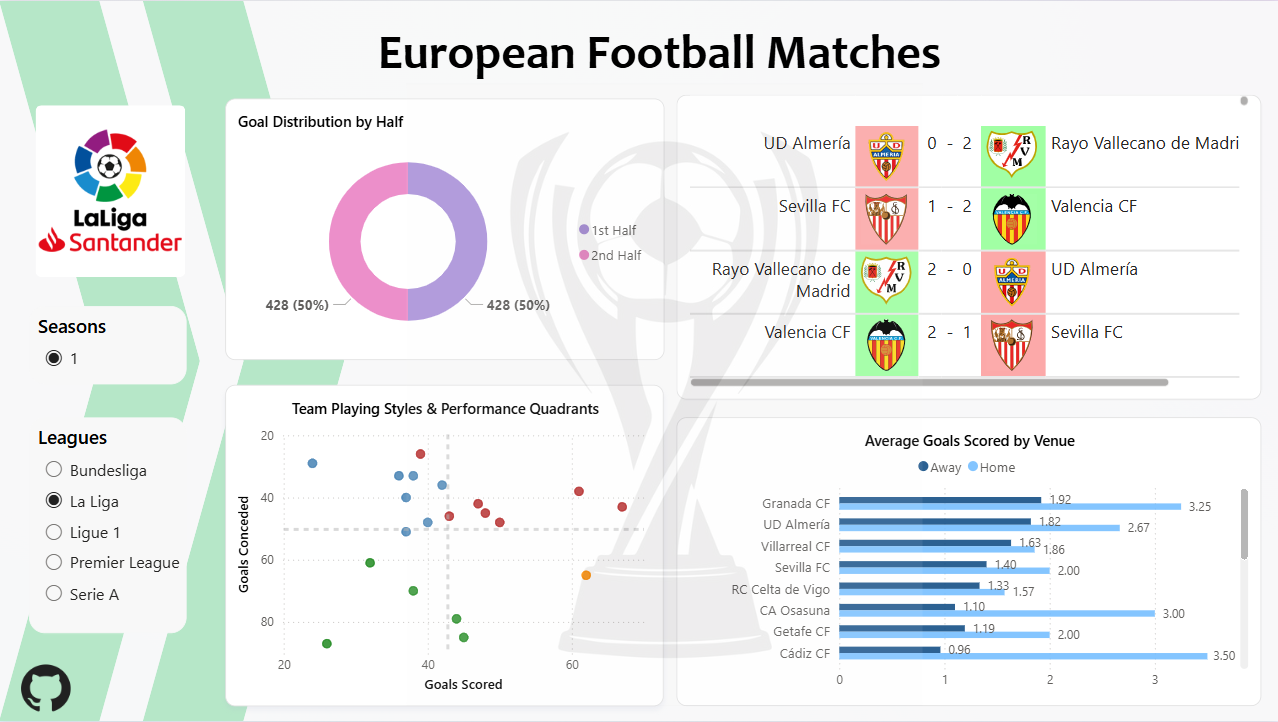 European Football Matches
LaLiga
Santander
Seasons
1
Leagues
Bundesliga
La Liga
Ligue 1
Premier League
Serie A
Goal Distribution by Half
428 (50%)
428 (50%)
1st Half
2nd Half
UD Almería 0 - 2 Rayo Vallecano de Madri
Sevilla FC 1 - 2 Valencia CF
Rayo Vallecano de
Madrid 2 - 0 UD Almería
Valencia CF 2 - 1 Sevilla FC
Team Playing Styles & Performance Quadrants
Goals Conceded
20
40
60
80
20 40 60
Goals Scored
Average Goals Scored by Venue
Away Home
Granada CF 1.92 3.25
UD Almería 1.82 2.67
Villarreal CF 1.63 1.86
Sevilla FC 1.40 2.00
RC Celta de Vigo 1.33 1.57
CA Osasuna 1.10 3.00
Getafe CF 1.19 2.00
Cádiz CF 0.96 3.50
0 1 2 3